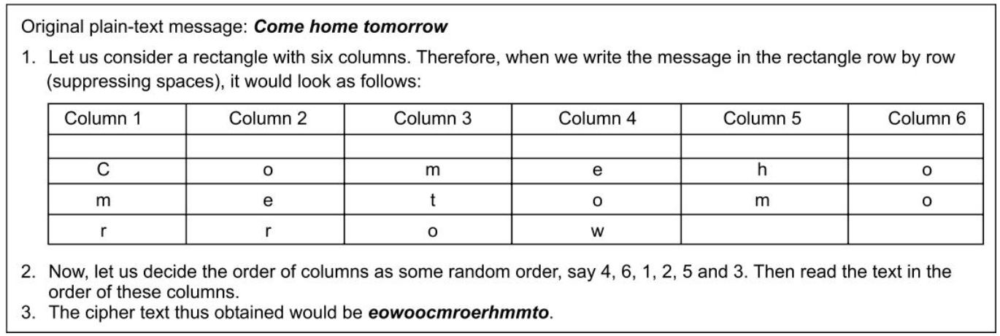 Original plain-text message: Come home tomorrow
1. Let us consider a rectangle with six columns. Therefore, when we write the message in the rectangle row by row
(suppressing spaces), it would look as follows:
Column 1 Column 2 Column 3 Column 4 Column 5 Column 6
C o m e h o
m e t o m o
r r o w
2. Now, let us decide the order of columns as some random order, say 4, 6, 1, 2, 5 and 3. Then read the text in the
order of these columns.
3. The cipher text thus obtained would be eowoocmroerhmmto.